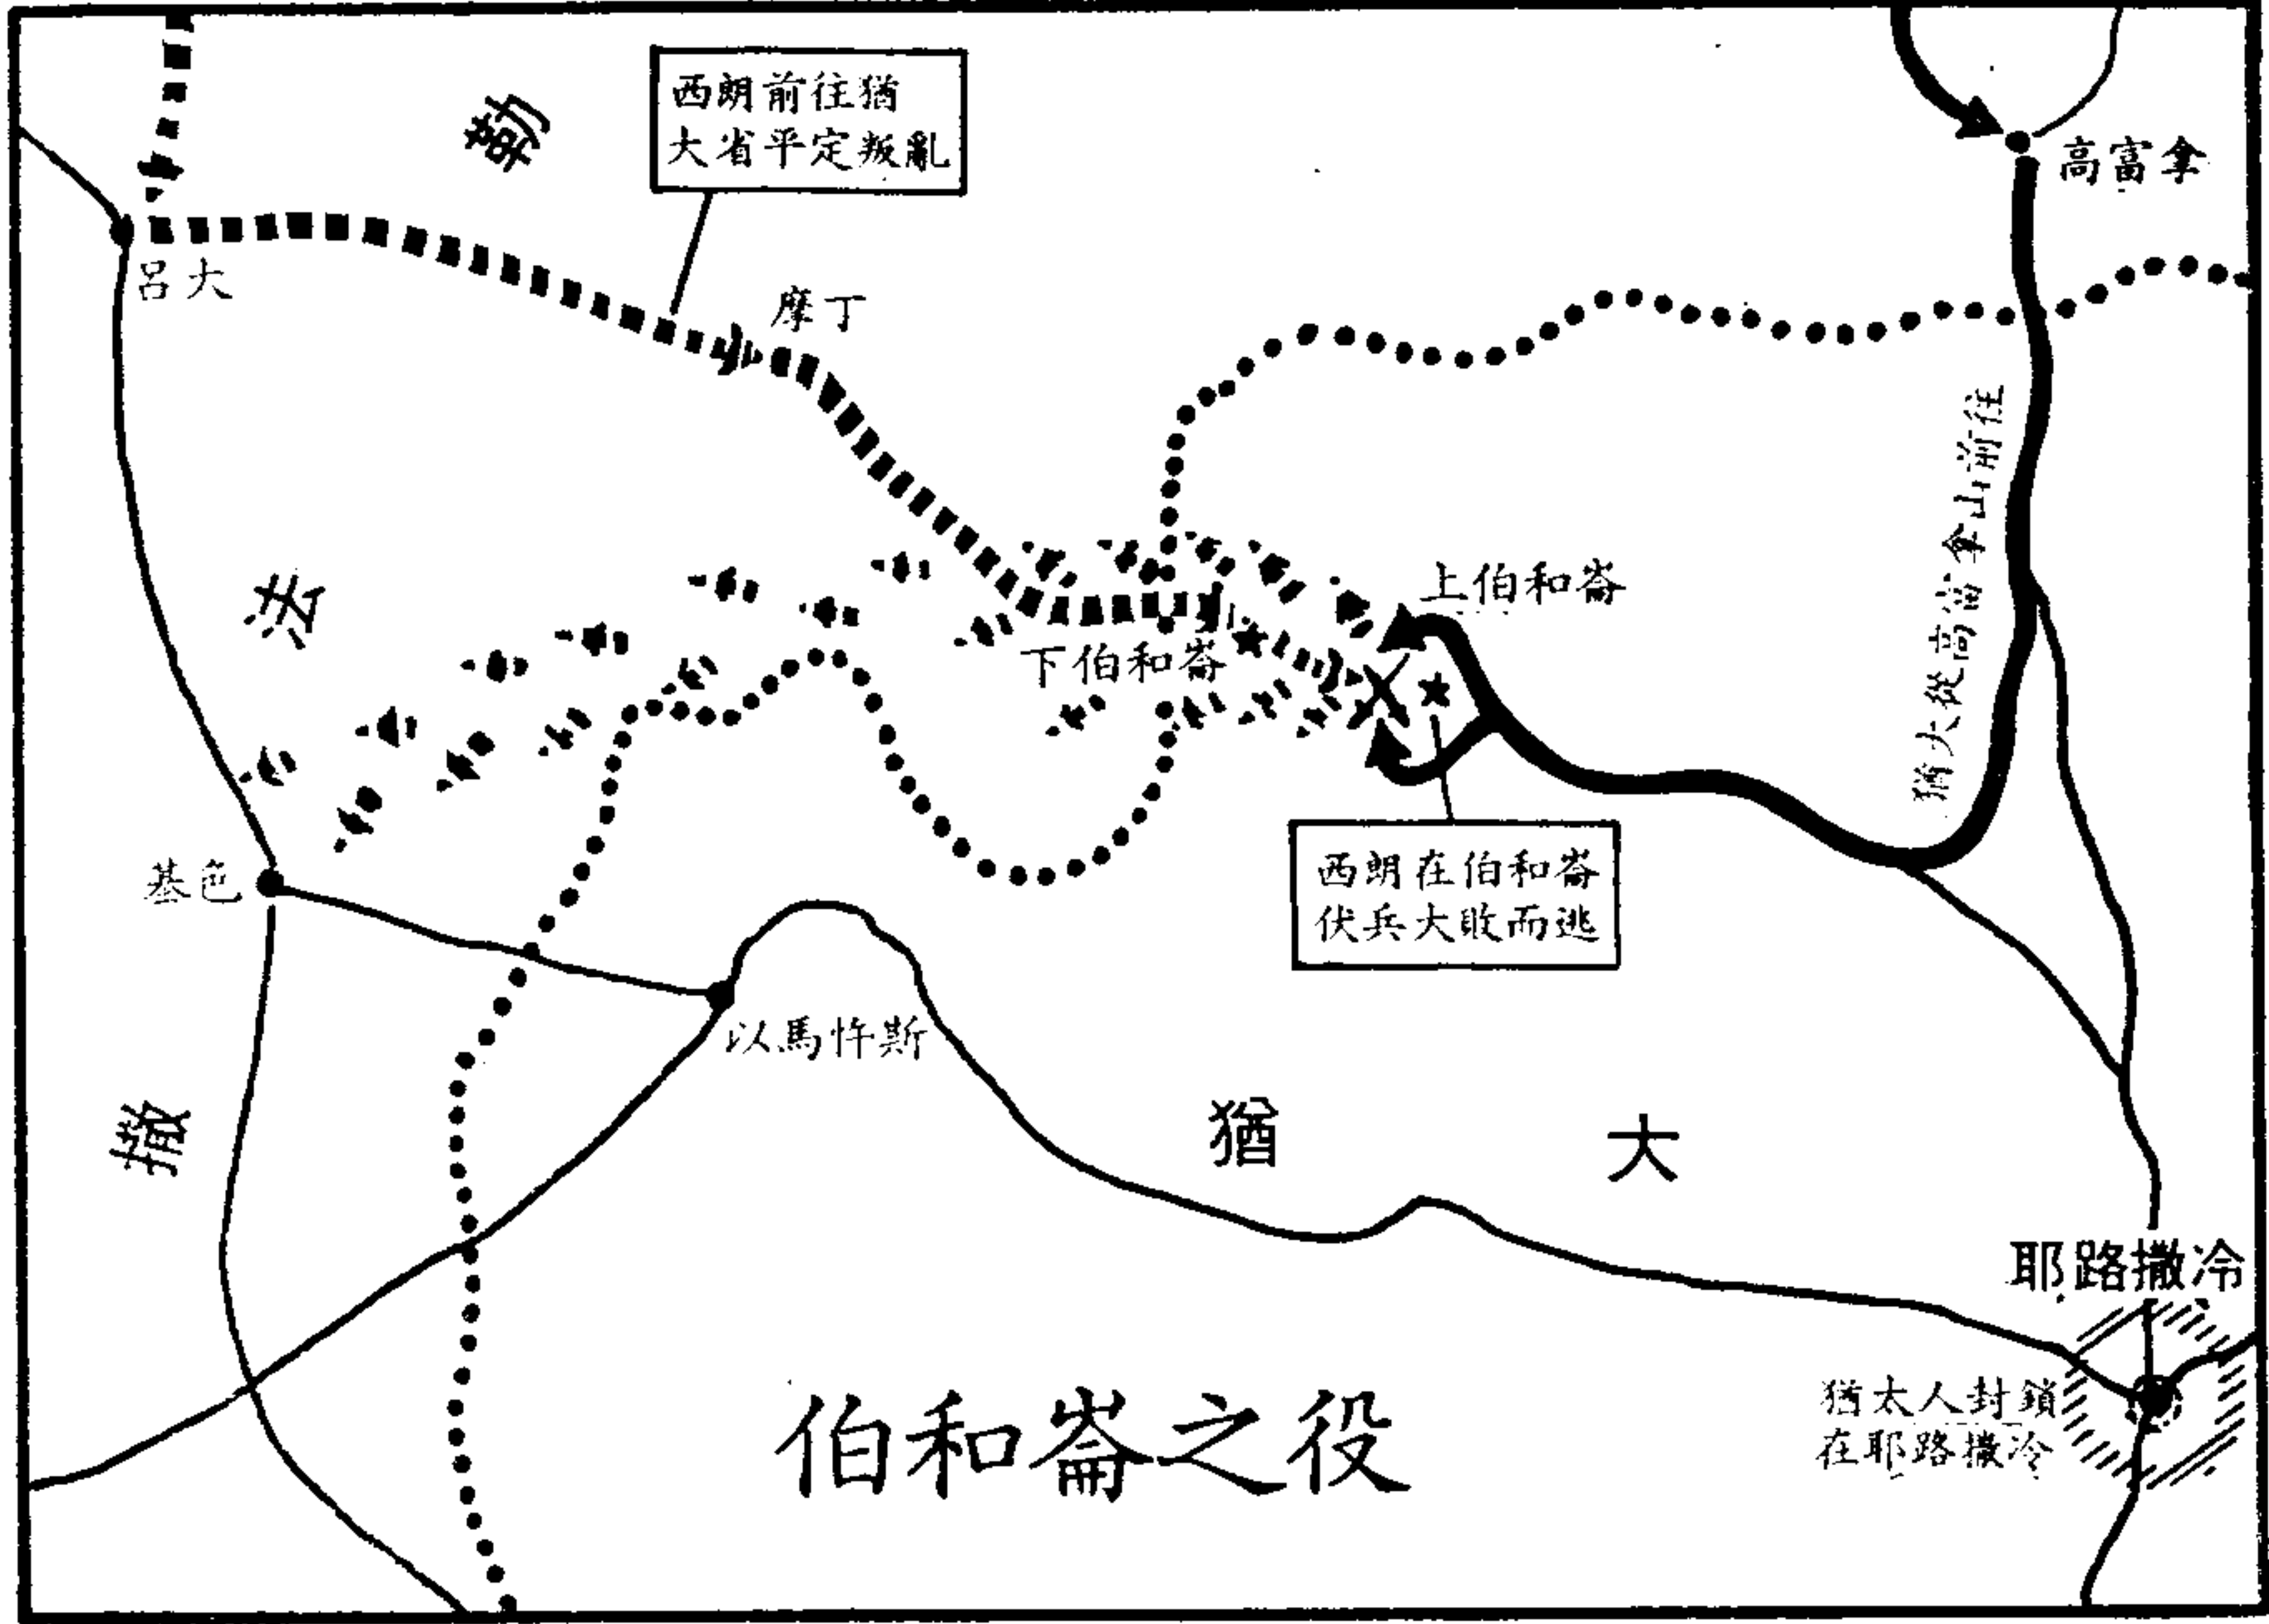 西朗前往猶
大省平定叛亂
勒
高富拿
呂大
摩丁
猶大從高富拿山前往
法
上伯和崙
下伯和崙
基色
西朗在伯和崙
伏兵大敗而逃
以馬忤斯
撒
猶大
耶路撒冷
猶太人封鎖
在耶路撒冷
伯和崙之役